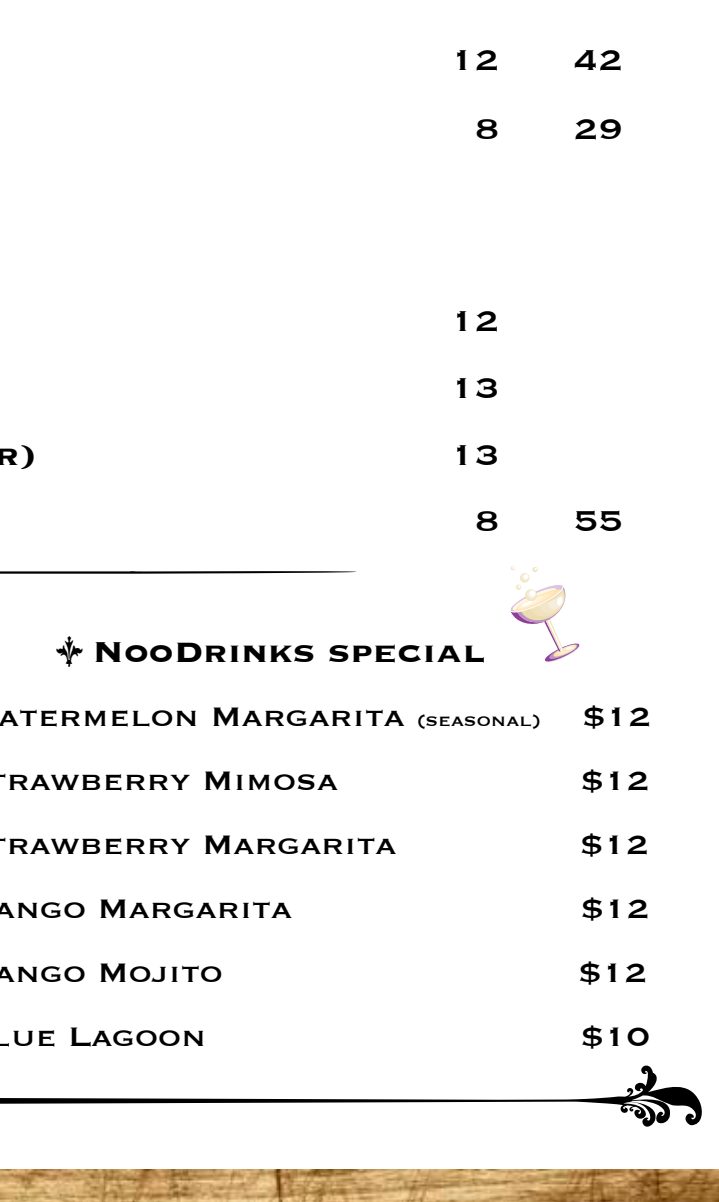 12 42
8 29
12
13
R) 13
8 55
NooDrinks special
atermelon Margarita (seasonal) $12
trawberry Mimosa $12
trawberry Margarita $12
ango Margarita $12
ango Mojito $12
lue Lagoon $10